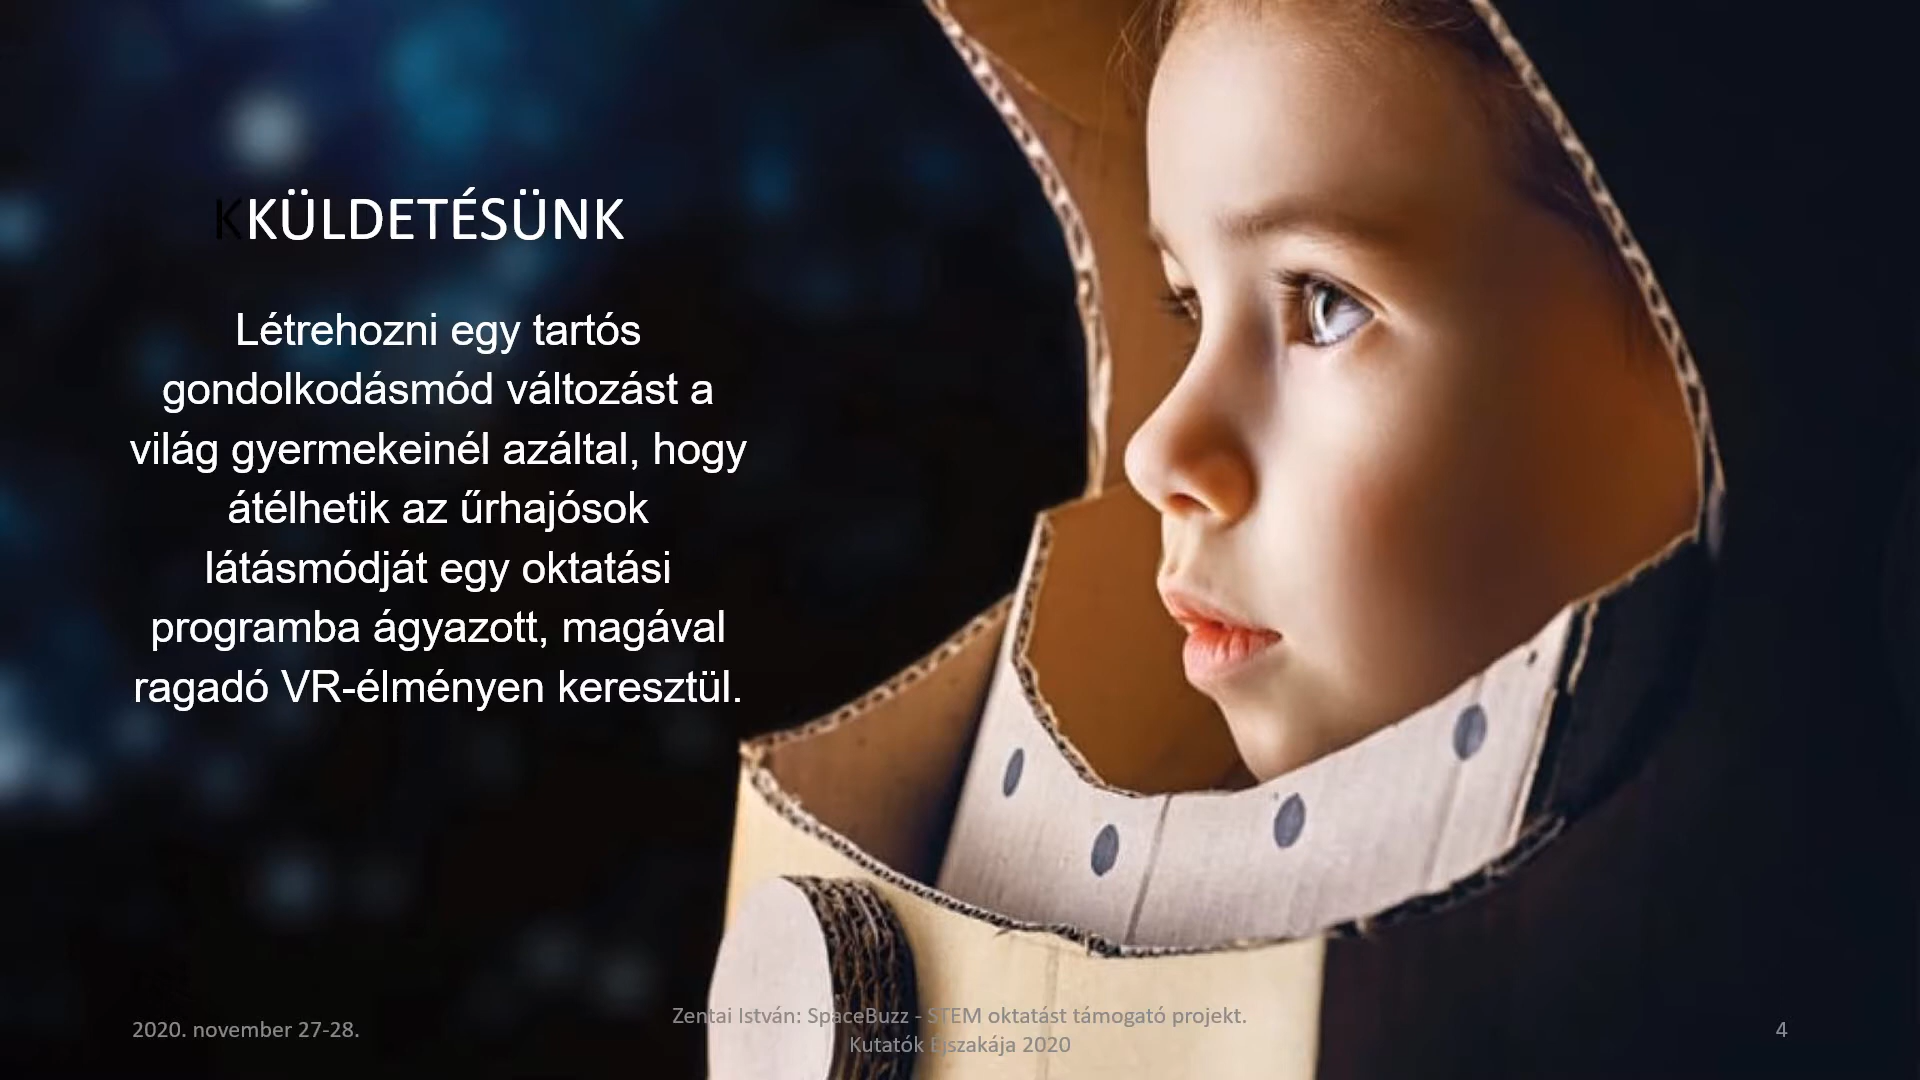 KKÜLDETÉSÜNK
Létrehozni egy tartós
gondolkodásmód változást a
világ gyermekeinél azáltal, hogy
átélhetik az űrhajósok
látásmódját egy oktatási
programba ágyazott, magával
ragadó VR-élményen keresztül.
2020. november 27-28.
Zentai István: SpaceBuzz - STEM oktatást támogató projekt.
Kutatók Éjszakája 2020
4